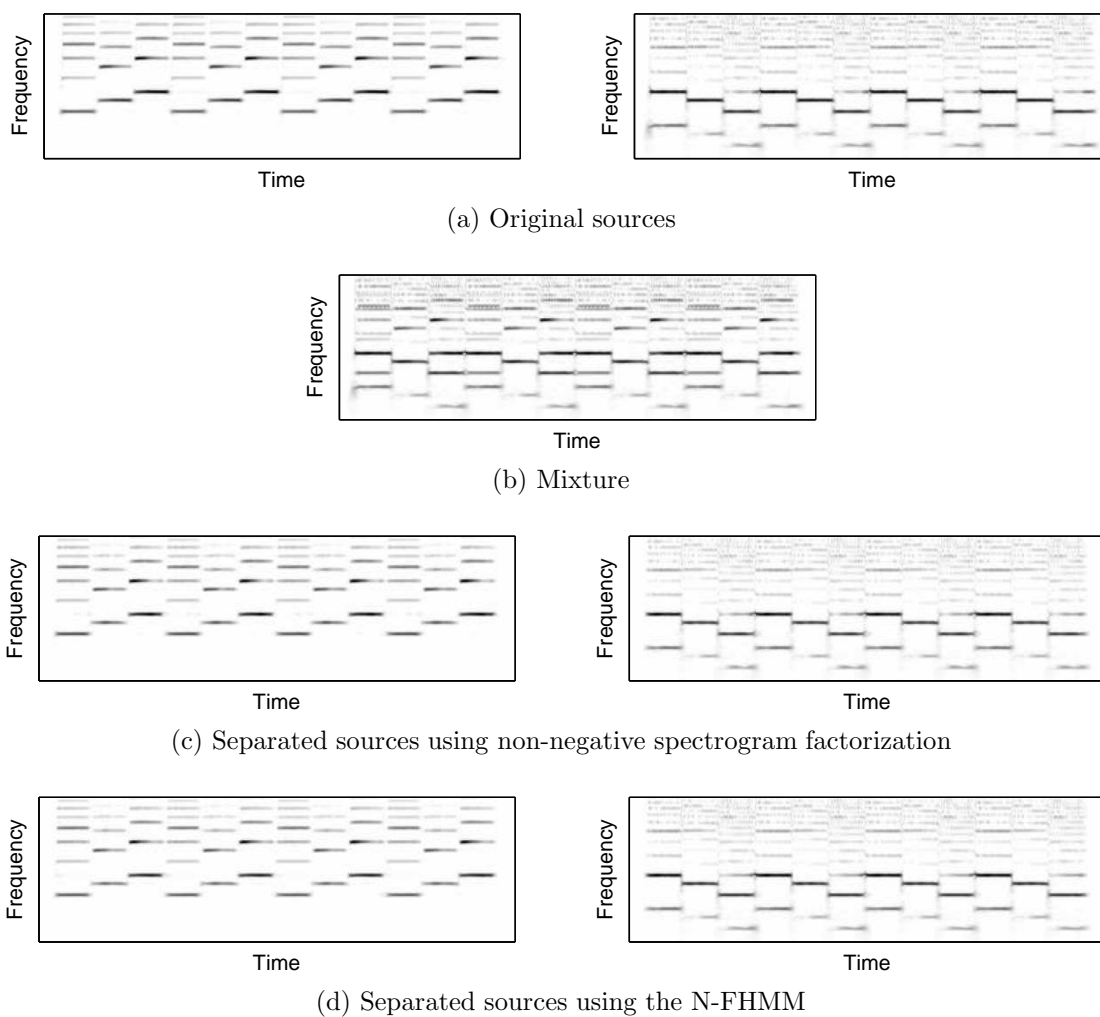 Frequency
Time
Frequency
Time
(a) Original sources
Frequency
Time
(b) Mixture
Frequency
Time
Frequency
Time
(c) Separated sources using non-negative spectrogram factorization
Frequency
Time
Frequency
Time
(d) Separated sources using the N-FHMM